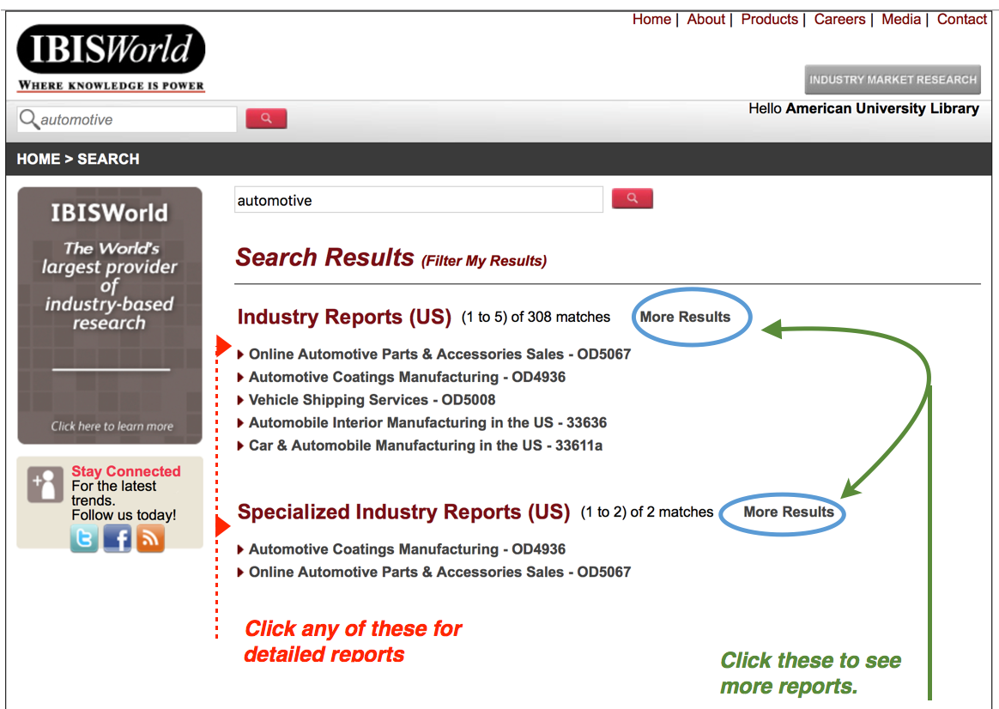 Home | About | Products | Careers | Media | Contact
IBISWorld
WHERE KNOWLEDGE IS POWER
INDUSTRY MARKET RESEARCH
Hello American University Library
automotive
HOME > SEARCH
IBISWorld
The World's
largest provider
of
industry-based
research
Click here to learn more
Stay Connected
For the latest
trends.
Follow us today!
automotive
Search Results (Filter My Results)
Industry Reports (US) (1 to 5) of 308 matches More Results
Online Automotive Parts & Accessories Sales - OD5067
Automotive Coatings Manufacturing - OD4936
Vehicle Shipping Services - OD5008
Automobile Interior Manufacturing in the US - 33636
Car & Automobile Manufacturing in the US - 33611a
Specialized Industry Reports (US) (1 to 2) of 2 matches More Results
Automotive Coatings Manufacturing - OD4936
Online Automotive Parts & Accessories Sales - OD5067
Click any of these for
detailed reports
Click these to see
more reports.